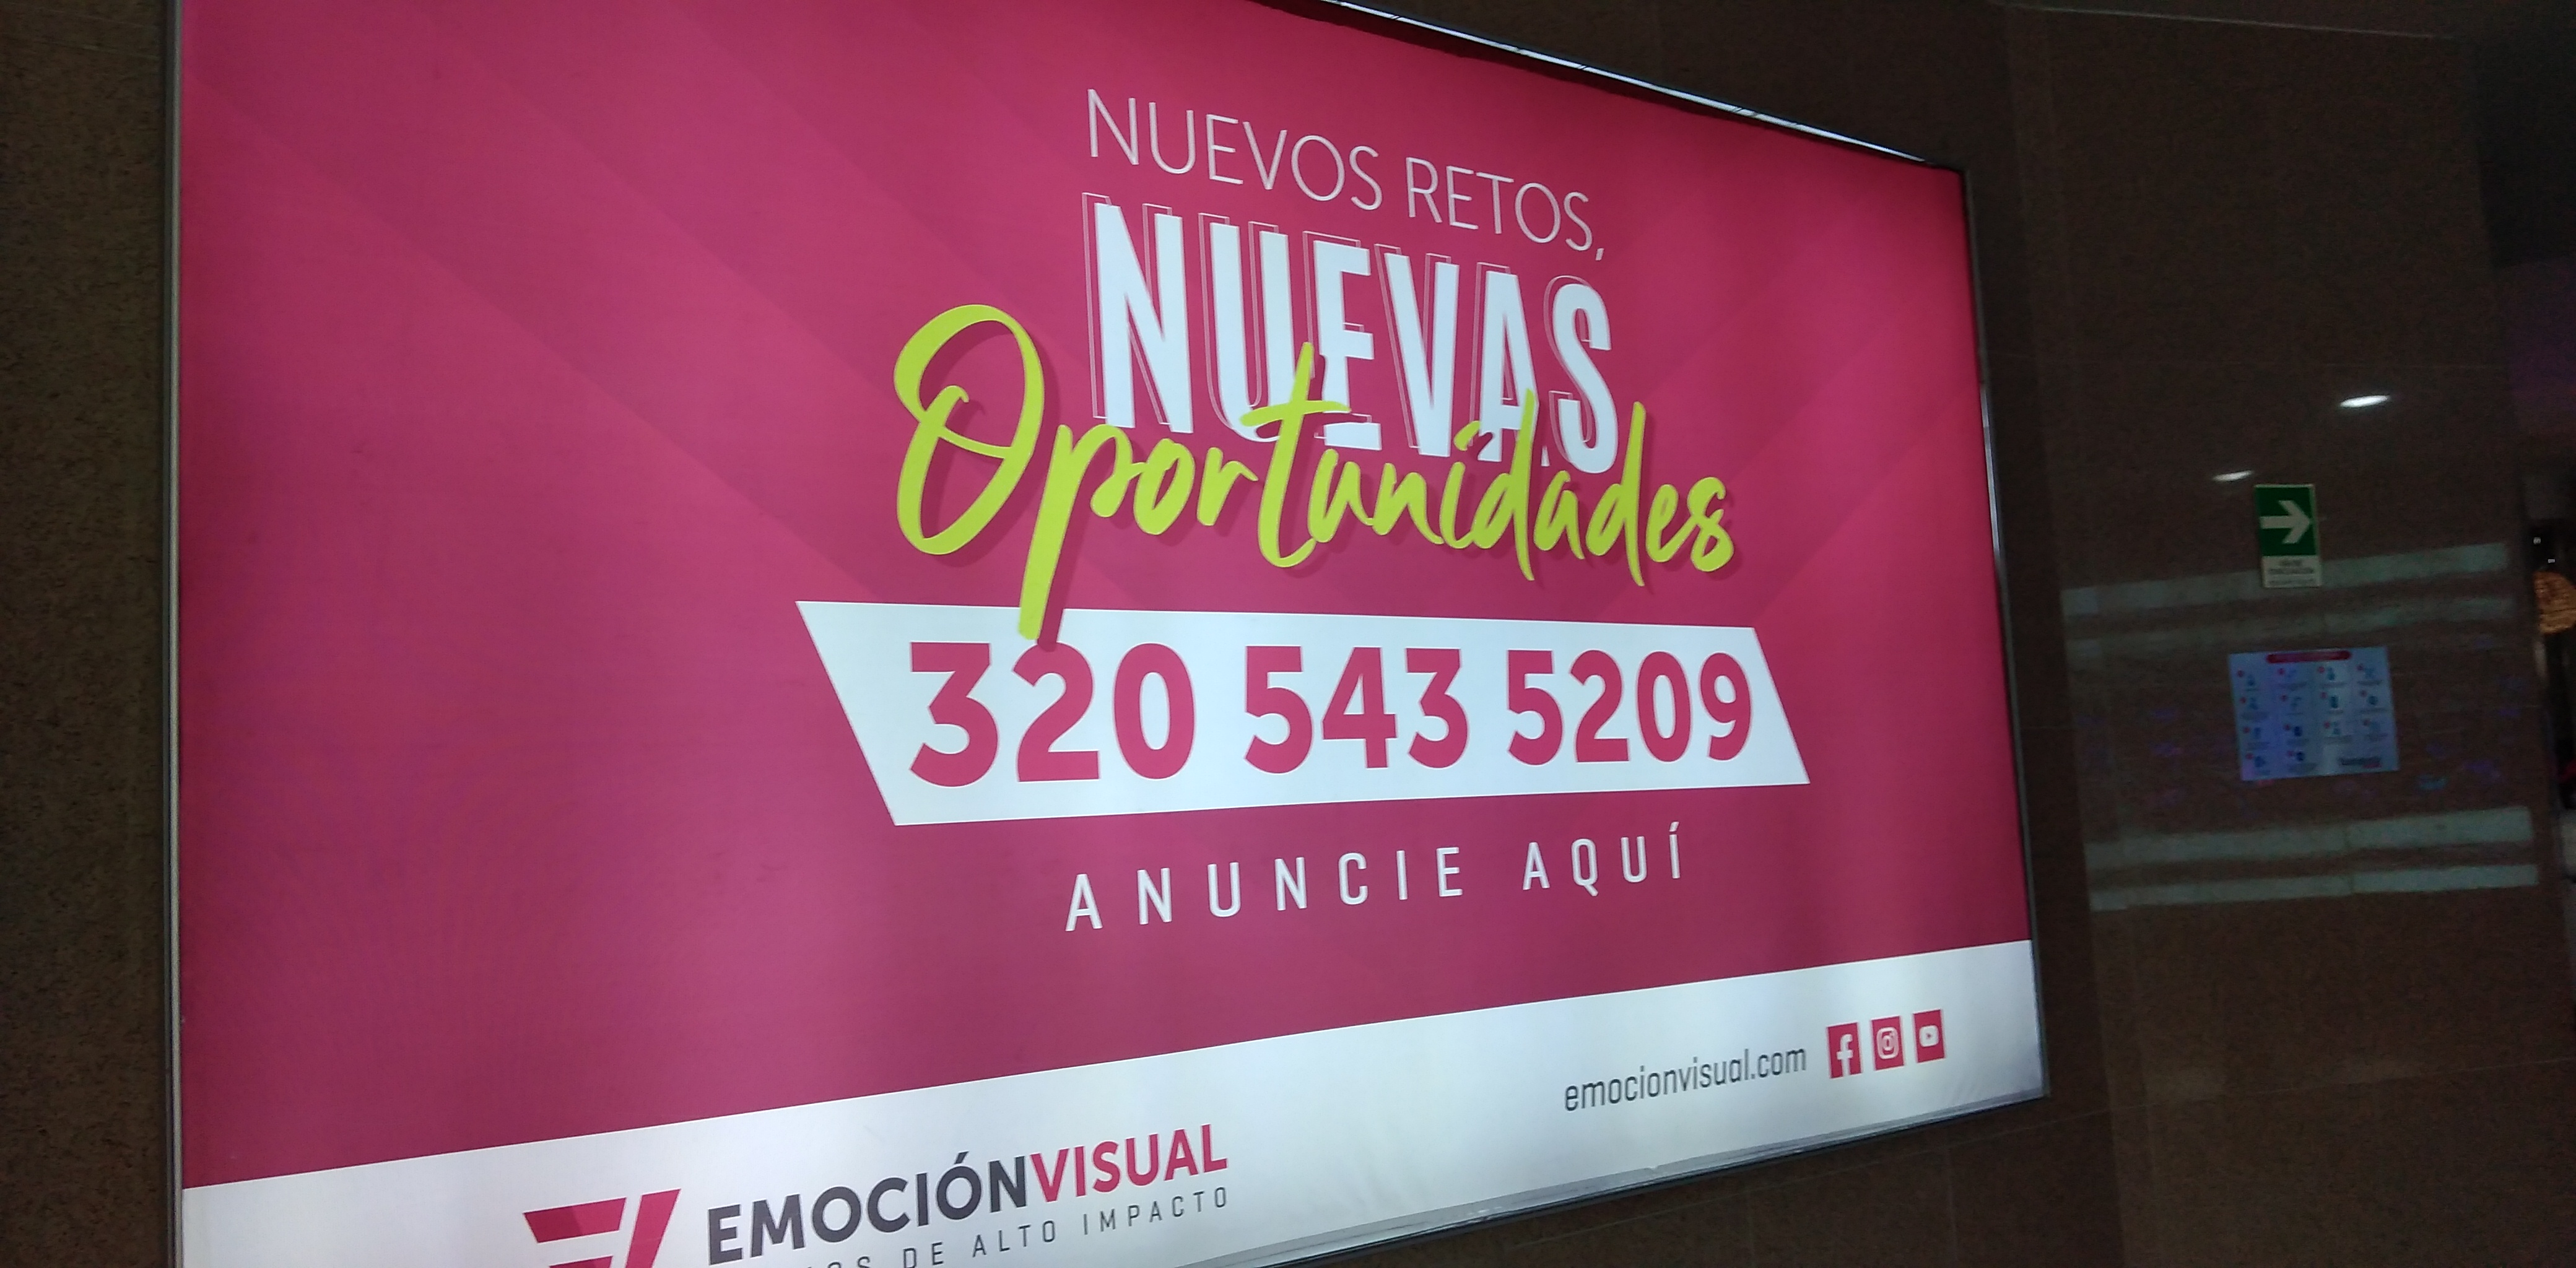 NUEVOS RETOS,
NUEVAS
Oportunidades
320 543 5209
ANUNCIE AQUÍ
emocionvisual.com
EMOCIÓNVISUAL
DE ALTO IMPACTO